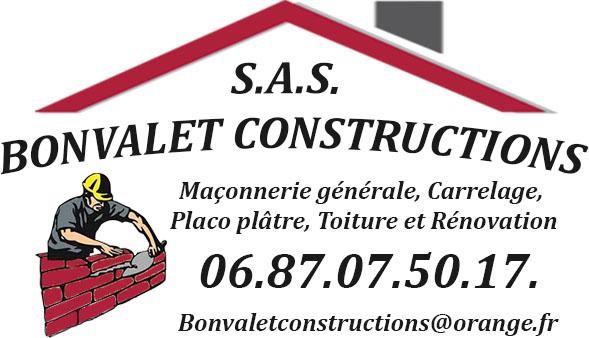 S.A.S.
BONVALET CONSTRUCTIONS
Maçonnerie générale, Carrelage,
Placo plâtre, Toiture et Rénovation
06.87.07.50.17.
Bonvaletconstructions@orange.fr